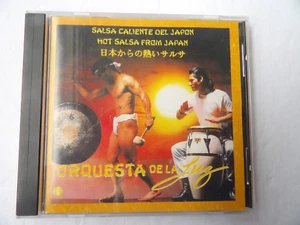 SALSA CALIENTE DEL JAPON
HOT SALSA FROM JAPAN
日本からの熱いサルサ
ORQUESTA DE LA Luz